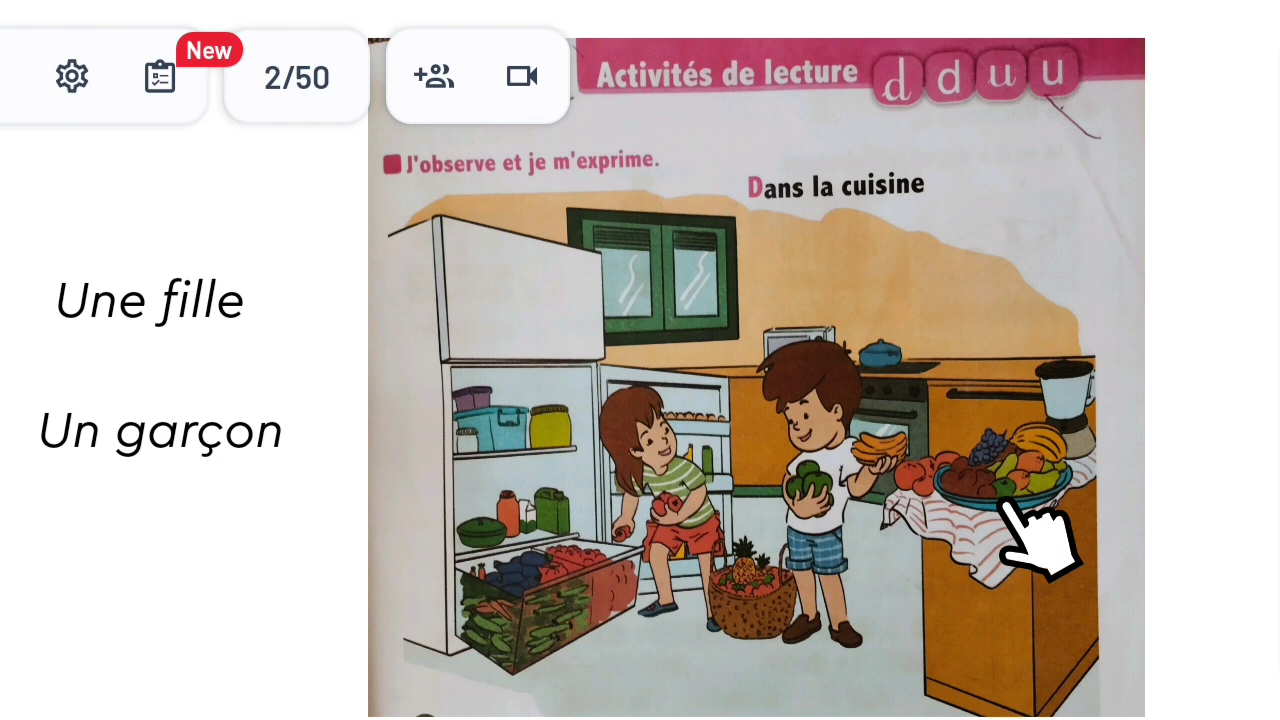 New
2/50
Activités de lecture d d u u
J'observe et je m'exprime.
Dans la cuisine
Une fille
Un garçon